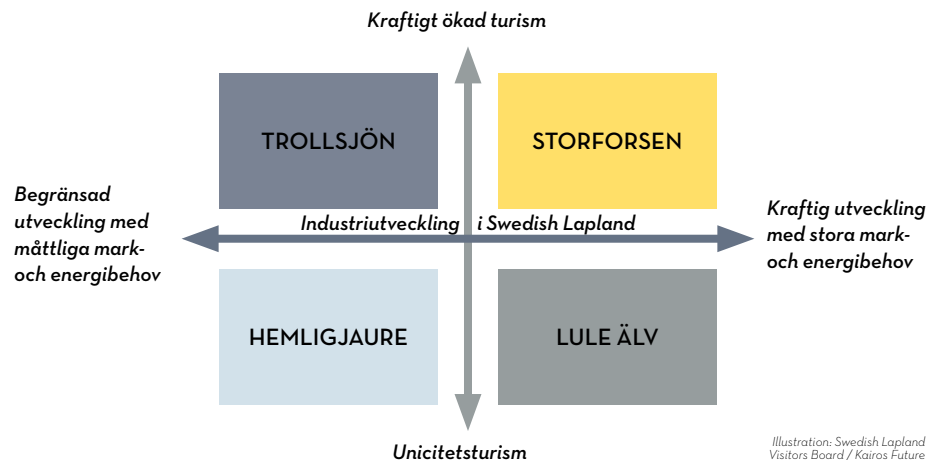 Kraftigt ökad turism
TROLLSJÖN
STORFORSEN
Begränsad
utveckling med
måttliga mark-
och energibehov
Industriutveckling i Swedish Lapland
Kraftig utveckling
med stora mark-
och energibehov
HEMLIGJAURE
LULE ÄLV
Unicitetsturism
Illustration: Swedish Lapland
Visitors Board / Kairos Future